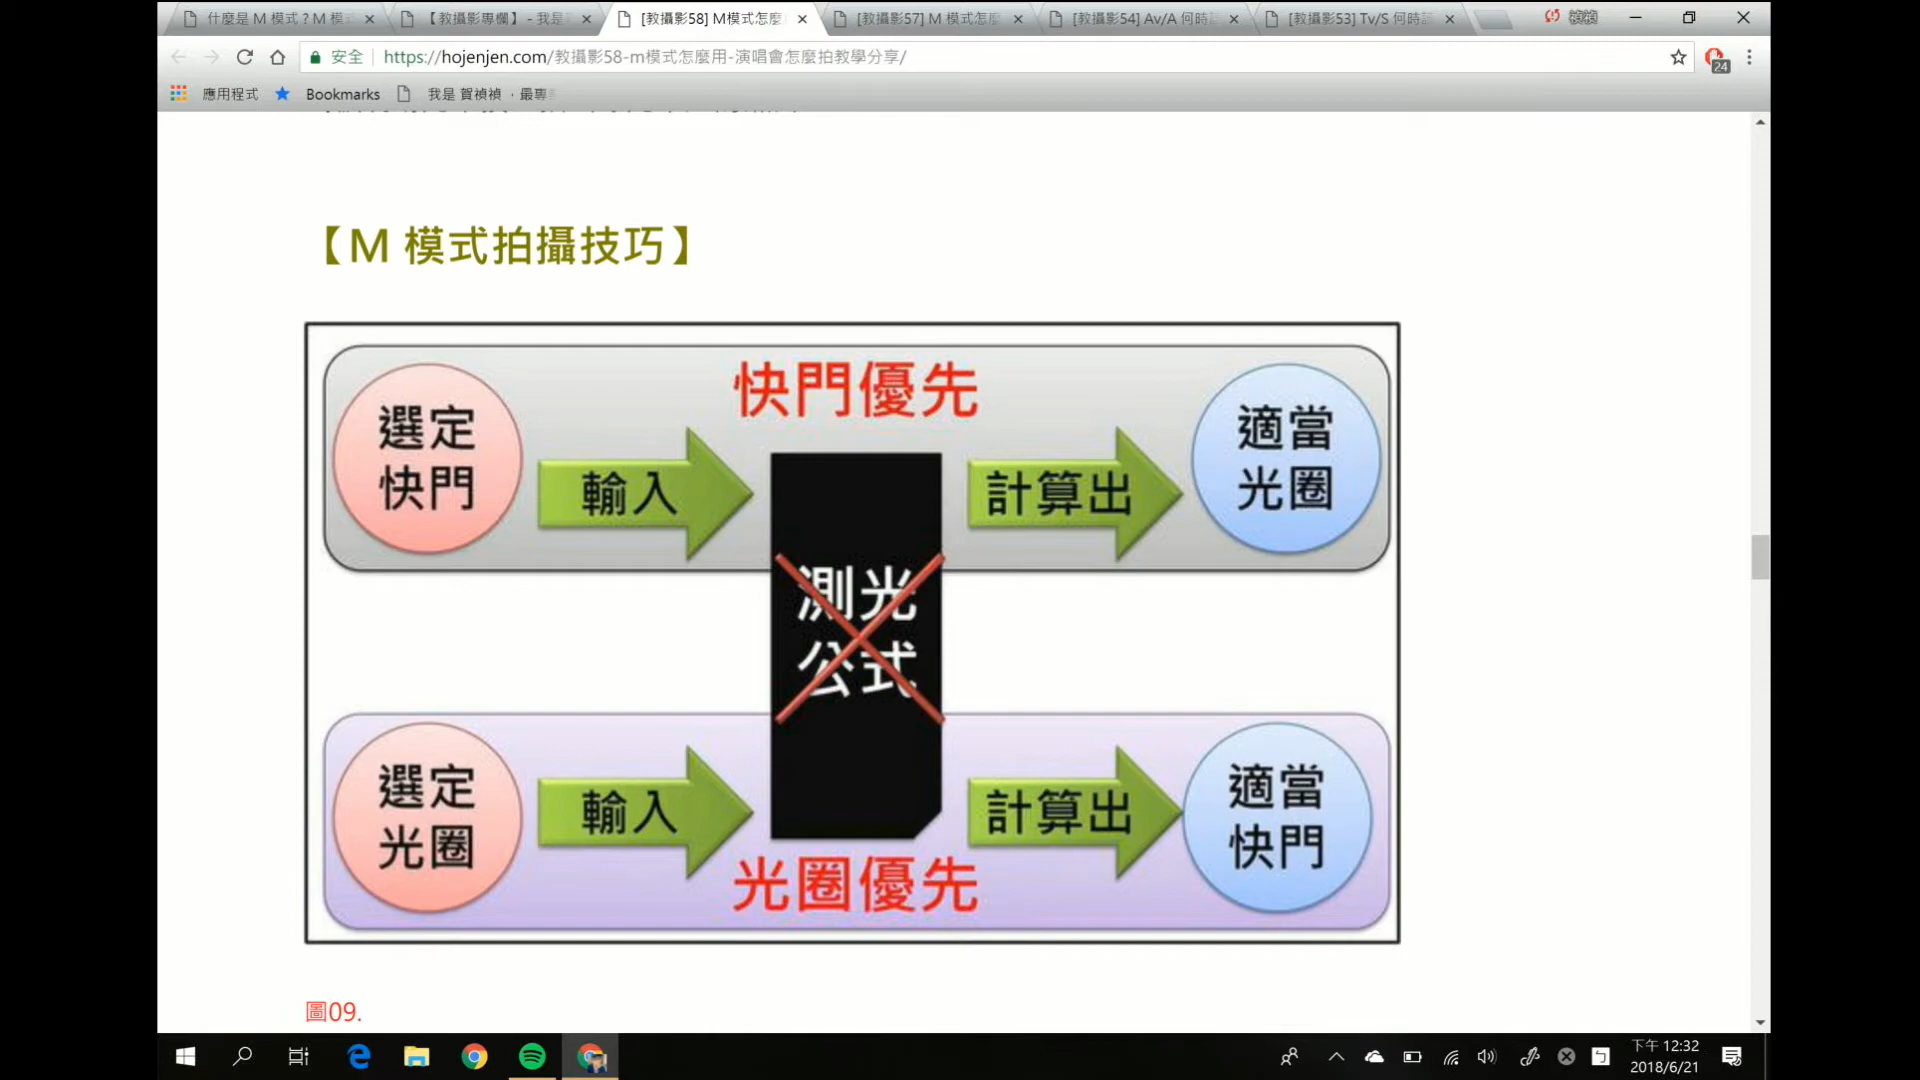 什麼是 M 模式？M 模
【教攝影專欄】 - 我是
[教攝影58] M模式怎麼
[教攝影57] M 模式怎麼
[教攝影54] Av/A 何時
[教攝影53] Tv/S 何時
禎禎
安全
https://hojenjen.com/教攝影58-m模式怎麼用-演唱會怎麼拍教學分享/
24
應用程式
Bookmarks
我是 賀禎禎 ，最專
【M 模式拍攝技巧】
快門優先
選定
快門
輸入
計算出
適當
光圈
測光
公式
選定
光圈
輸入
計算出
適當
快門
光圈優先
圖09.
下午 12:32
2018/6/21